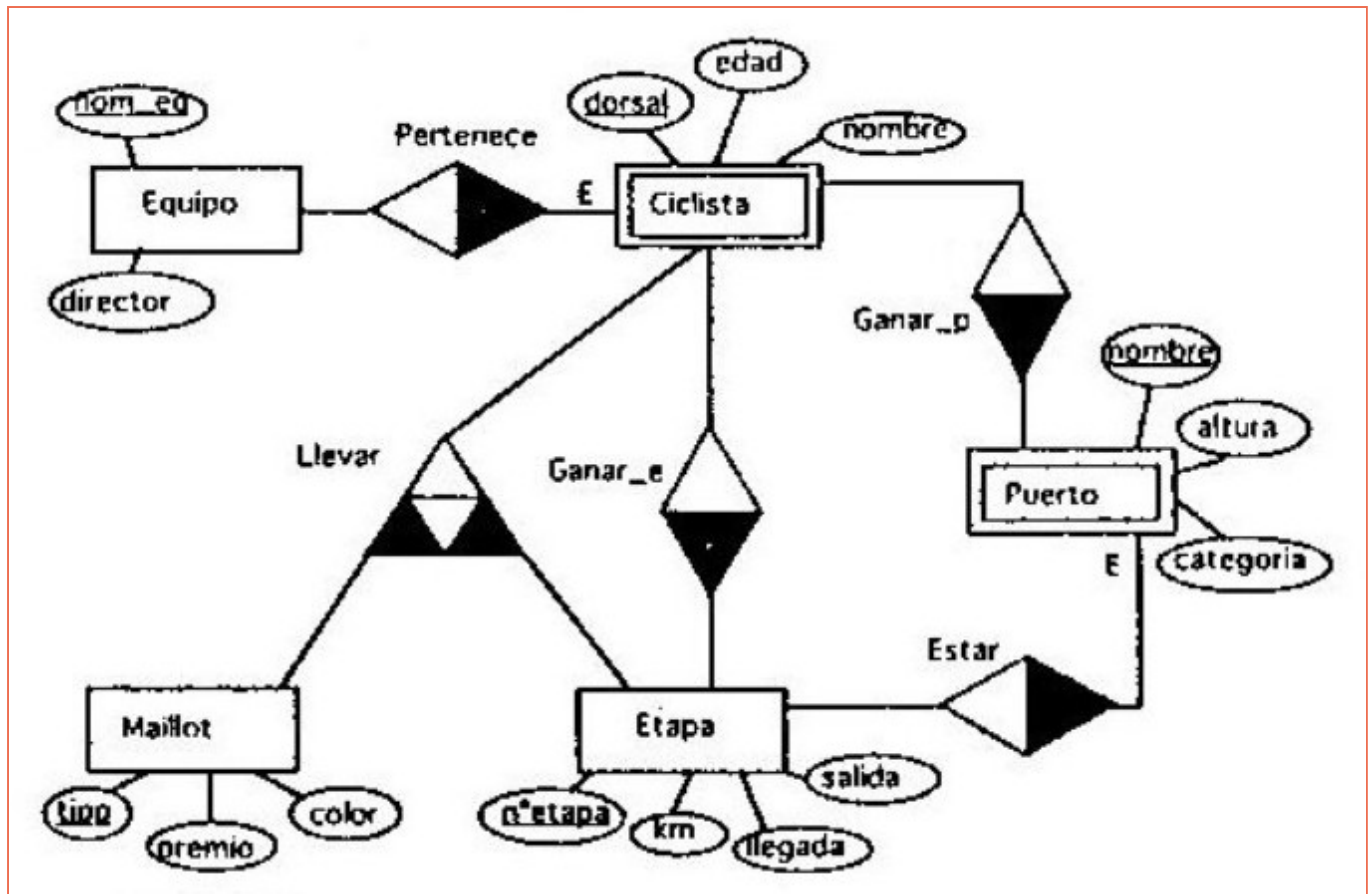 edad
nom_eq
dorsal
nombre
Pertenece
Equipo
E
Ciclista
director
Ganar_p
nombre
altura
Llevar
Ganar_e
Puerto
E
categoria
Estar
Maillot
Etapa
salida
tipo
color
n°etapa
km
llegada
premio